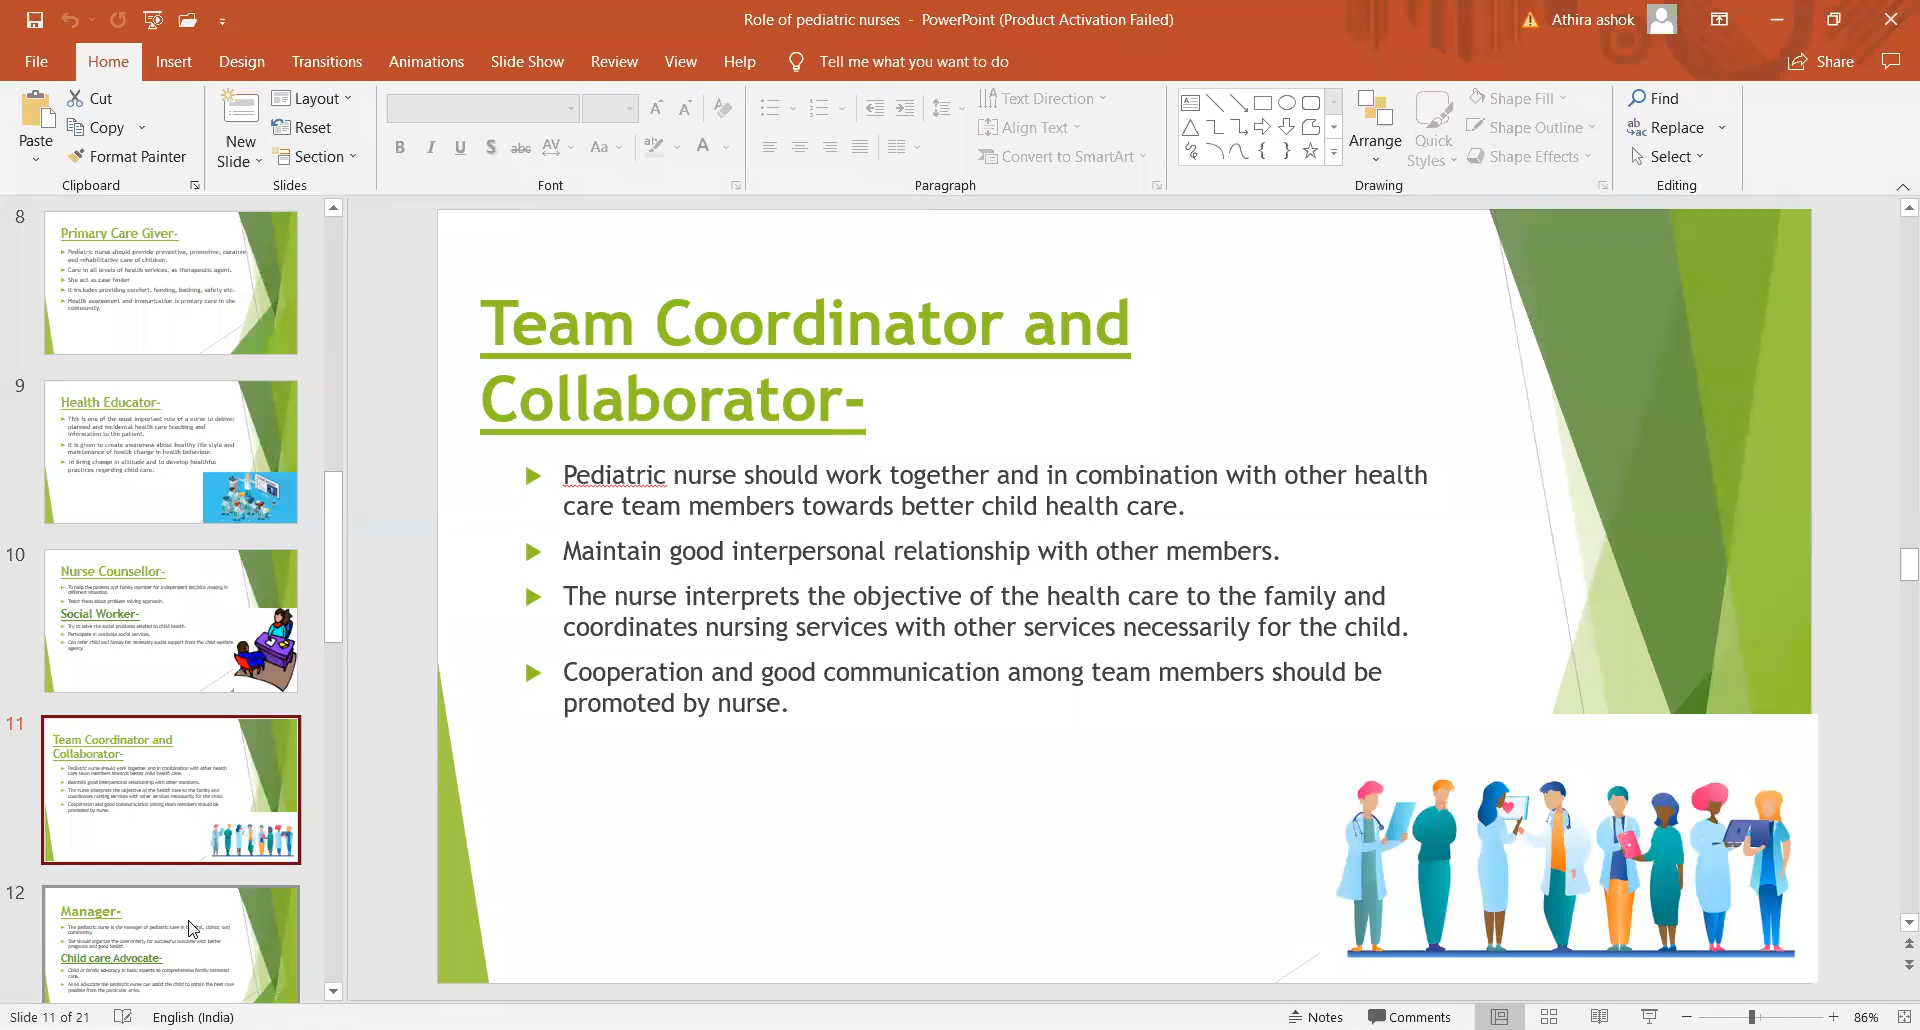 Role of pediatric nurses - PowerPoint (Product Activation Failed)
Athira ashok
File Home Insert Design Transitions Animations Slide Show Review View Help Tell me what you want to do
Share
Paste
Cut
Copy
Format Painter
Clipboard
New
Slide
Layout
Reset
Section
Slides
B I U S abc AV Aa A
Font
Text Direction
Align Text
Convert to SmartArt
Paragraph
Arrange
Quick
Styles
Shape Fill
Shape Outline
Shape Effects
Drawing
Find
Replace
Select
Editing
8
Primary Care Giver-
Pediatric nurse should provide preventive, promotive, curative
and rehabilitative care of children.
Care in all levels of health services, as therapeutic agent.
She act as case finder
It includes providing comfort, feeding, bathing, safety etc.
Health assessment and immunization is primary care in the
community.
9
Health Educator-
This is one of the most important role of a nurse to deliver
planned and incidental health care teaching and
information to the patient.
It is given to create awareness about healthy life style and
maintenance of health change in health behaviour.
To bring change in attitude and to develop healthful
practices regarding child care.
10
Nurse Counsellor-
To help the parents and family member for independent decision making in
different situation.
Teach them about problem solving approach.
Social Worker-
Try to solve the social problems related to child health.
Participate in available social services.
Can refer child and family for necessary social support from the child welfare
agency.
11
Team Coordinator and
Collaborator-
Pediatric nurse should work together and in combination with other health
care team members towards better child health care.
Maintain good interpersonal relationship with other members.
The nurse interprets the objective of the health care to the family and
coordinates nursing services with other services necessarily for the child.
Cooperation and good communication among team members should be
promoted by nurse.
12
Manager-
The pediatric nurse is the manager of pediatric care in clinics, and
community.
She should organize the care orderly for successful outcome with better
prognosis and good health.
Child care Advocate-
Child or family advocacy is basic aspects to comprehensive family centered
care.
As an advocate the pediatric nurse can assist the child to obtain the best care
possible from the particular units.
Team Coordinator and
Collaborator-
Pediatric nurse should work together and in combination with other health
care team members towards better child health care.
Maintain good interpersonal relationship with other members.
The nurse interprets the objective of the health care to the family and
coordinates nursing services with other services necessarily for the child.
Cooperation and good communication among team members should be
promoted by nurse.
Slide 11 of 21 English (India) Notes Comments 86%